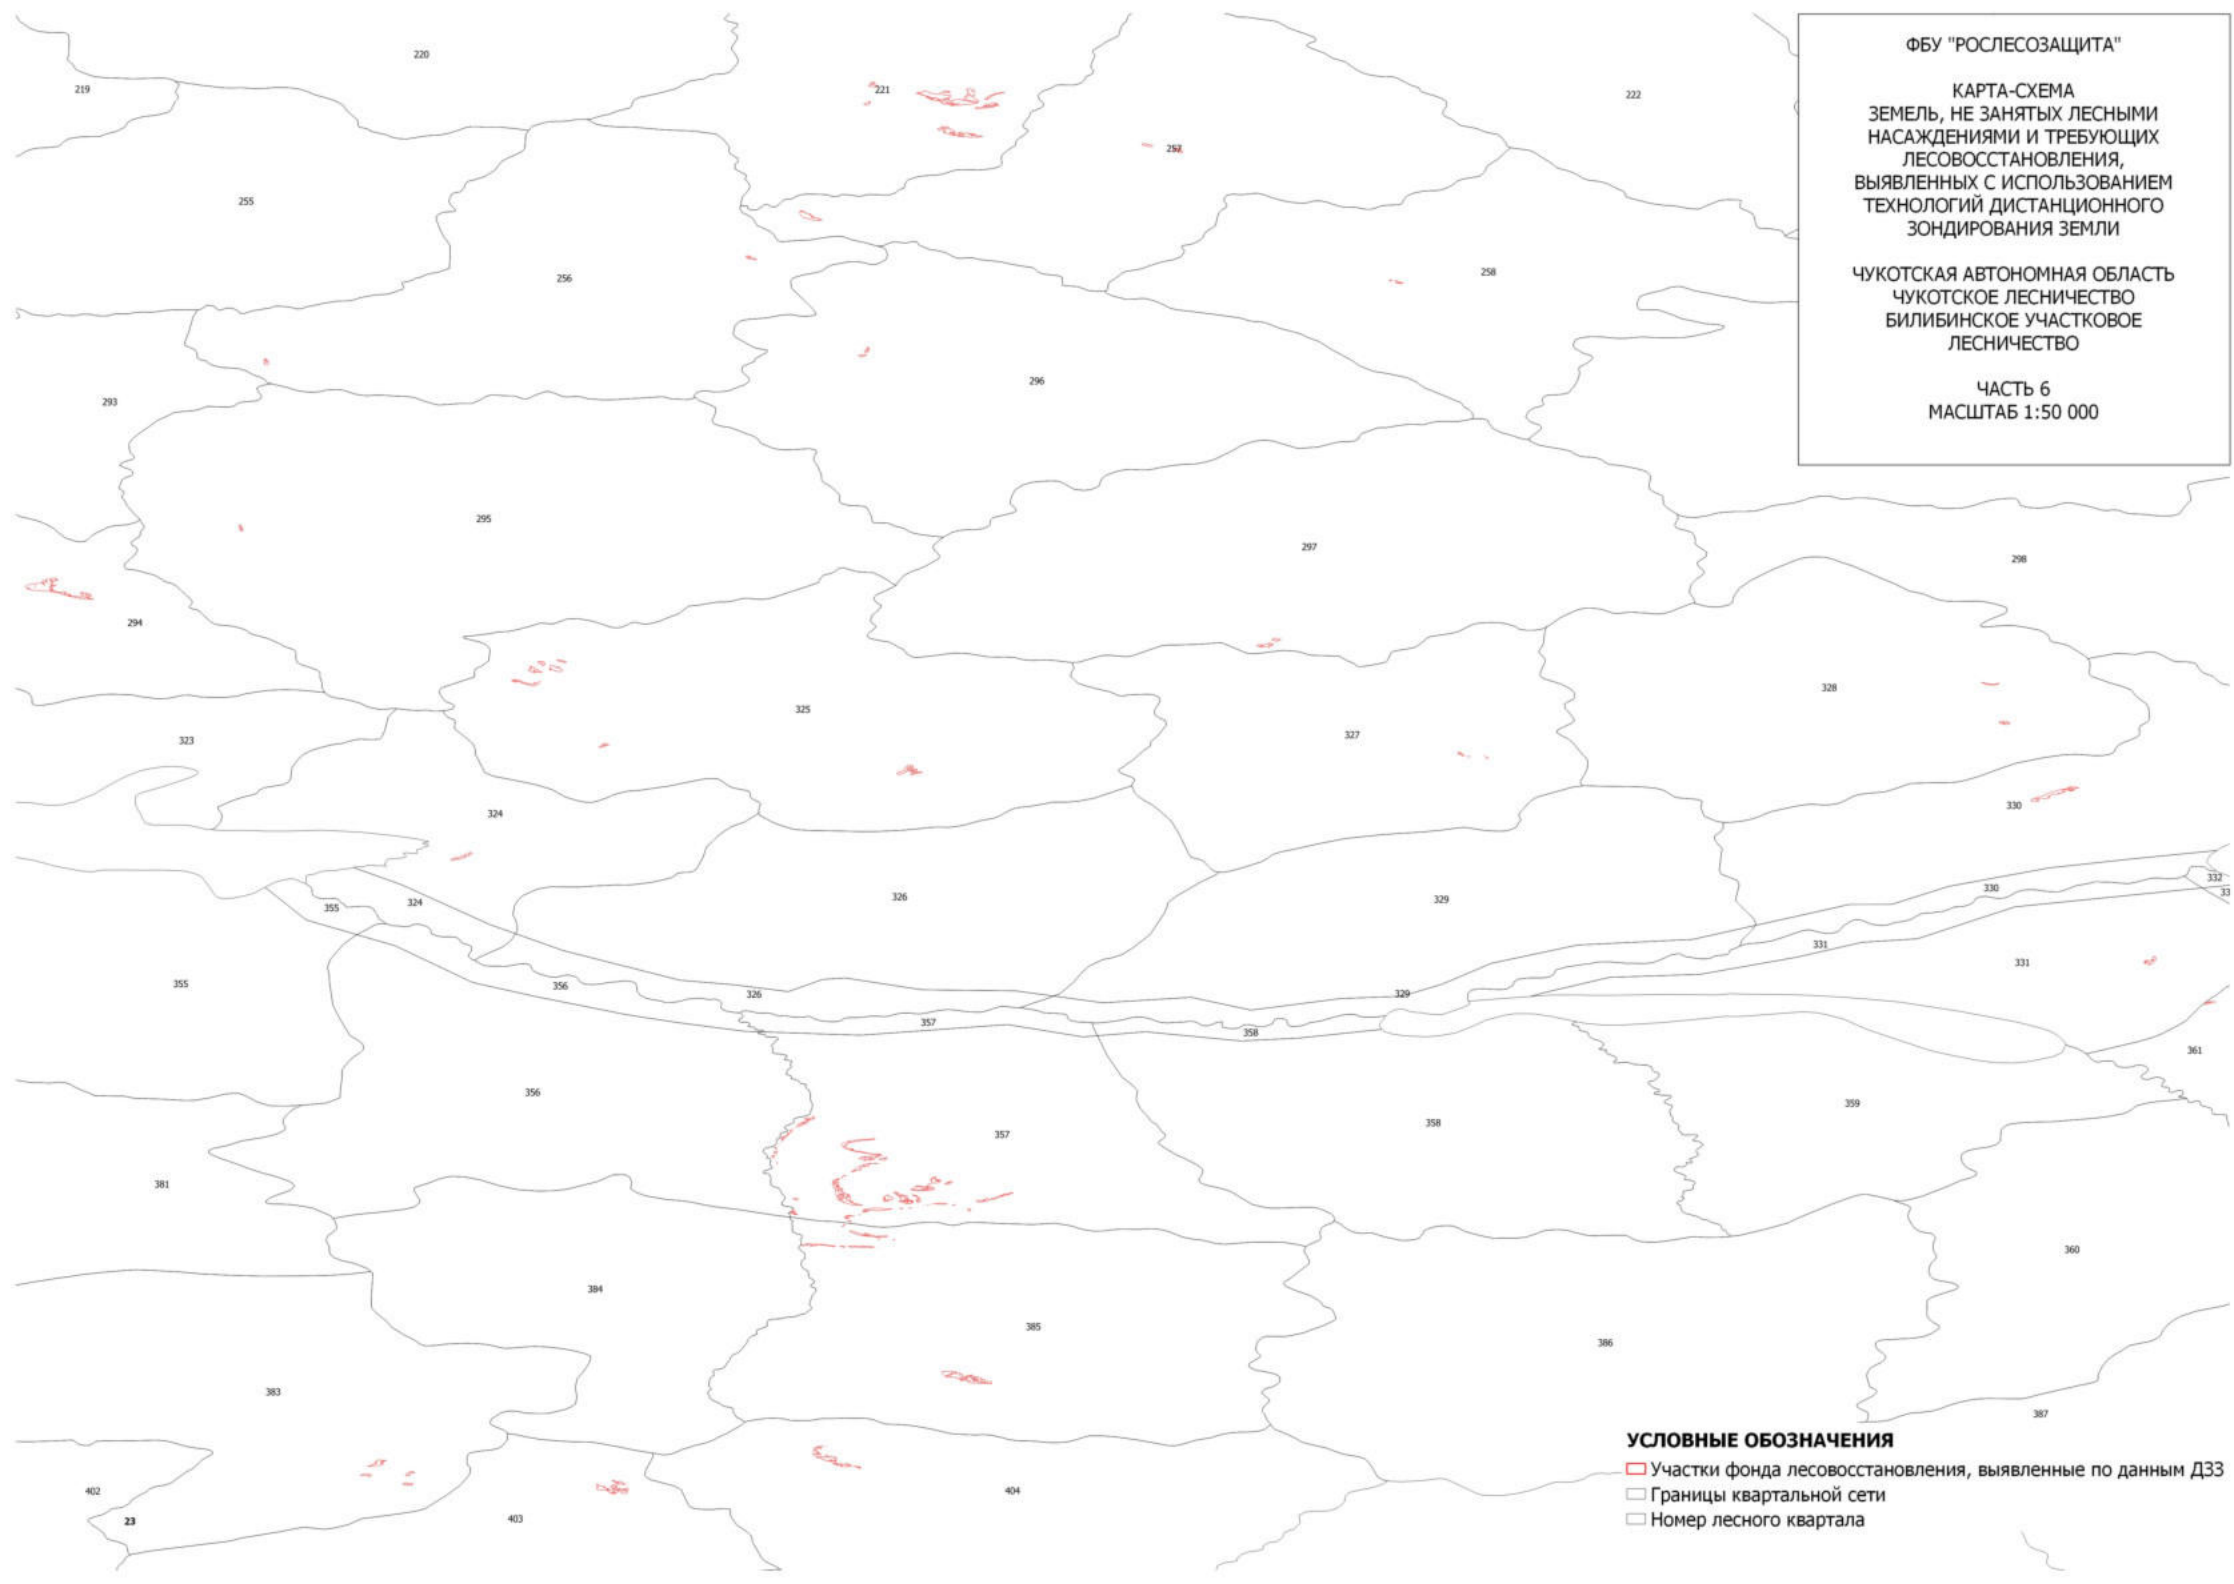 ФБУ "РОСЛЕСОЗАЩИТА"
КАРТА-СХЕМА
ЗЕМЕЛЬ, НЕ ЗАНЯТЫХ ЛЕСНЫМИ
НАСАЖДЕНИЯМИ И ТРЕБУЮЩИХ
ЛЕСОВОССТАНОВЛЕНИЯ,
ВЫЯВЛЕННЫХ С ИСПОЛЬЗОВАНИЕМ
ТЕХНОЛОГИЙ ДИСТАНЦИОННОГО
ЗОНДИРОВАНИЯ ЗЕМЛИ
ЧУКОТСКАЯ АВТОНОМНАЯ ОБЛАСТЬ
ЧУКОТСКОЕ ЛЕСНИЧЕСТВО
БИЛИБИНСКОЕ УЧАСТКОВОЕ
ЛЕСНИЧЕСТВО
ЧАСТЬ 6
МАСШТАБ 1:50 000
220
219
221
222
257
255
256
258
296
293
295
297
298
294
328
325
323
327
330
324
332
33
330
326
329
324
355
331
331
355
356
326
329
357
358
361
356
359
358
357
381
360
384
385
386
383
387
402
404
403
23
УСЛОВНЫЕ ОБОЗНАЧЕНИЯ
Участки фонда лесовосстановления, выявленные по данным ДЗЗ
Границы квартальной сети
Номер лесного квартала